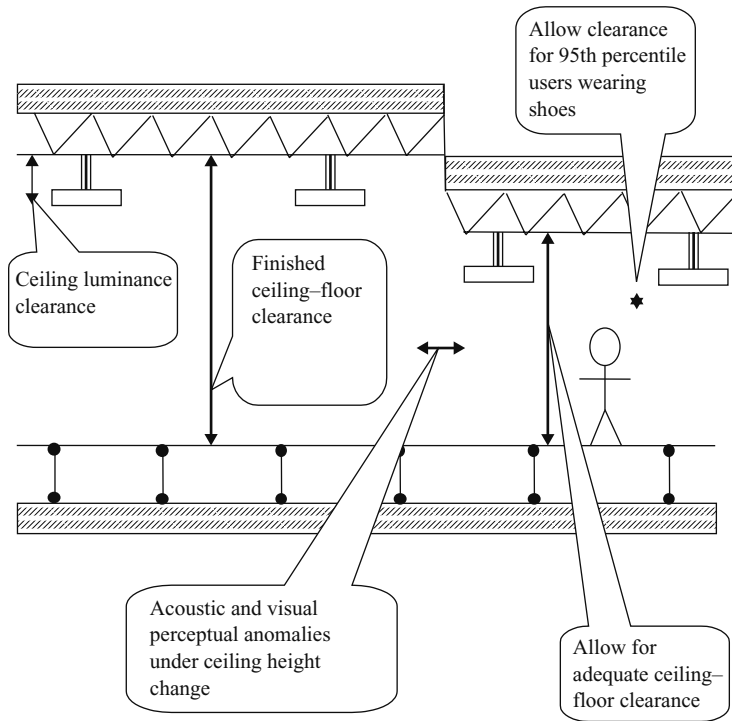 Allow clearance
for 95th percentile
users wearing
shoes
Ceiling luminance
clearance
Finished
ceiling–floor
clearance
Acoustic and visual
perceptual anomalies
under ceiling height
change
Allow for
adequate ceiling–
floor clearance